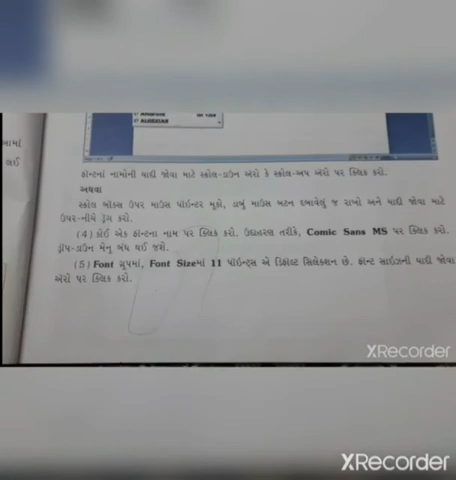 ખામાં
લઈ
ALGERIAN
ફોન્ટનાં નામોની યાદી જોવા માટે સ્ક્રોલ-ડાઉન ઍરો કે સ્ક્રોલ-અપ ઍરો પર ક્લિક કરો.
અથવા
સ્ક્રોલ બૉક્સ ઉપર માઉસ પૉઇન્ટર મૂકો, ડાબું માઉસ બટન દબાવેલું જ રાખો અને યાદી જોવા માટે
ઉપર-નીચે ડ્રેગ કરો.
(4) કોઈ એક ફૉન્ટના નામ પર ક્લિક કરો. ઉદાહરણ તરીકે, Comic Sans MS પર ક્લિક કરો.
ડ્રૉપ-ડાઉન મેનૂ બંધ થઈ જશે.
(5) Font ગ્રુપમાં, Font Sizeમાં 11 પૉઇન્ટ્સ એ ડિફૉલ્ટ સિલેક્શન છે. ફૉન્ટ સાઇઝની યાદી જોવા
ઍરો પર ક્લિક કરો.
XRecorder
XRecorder